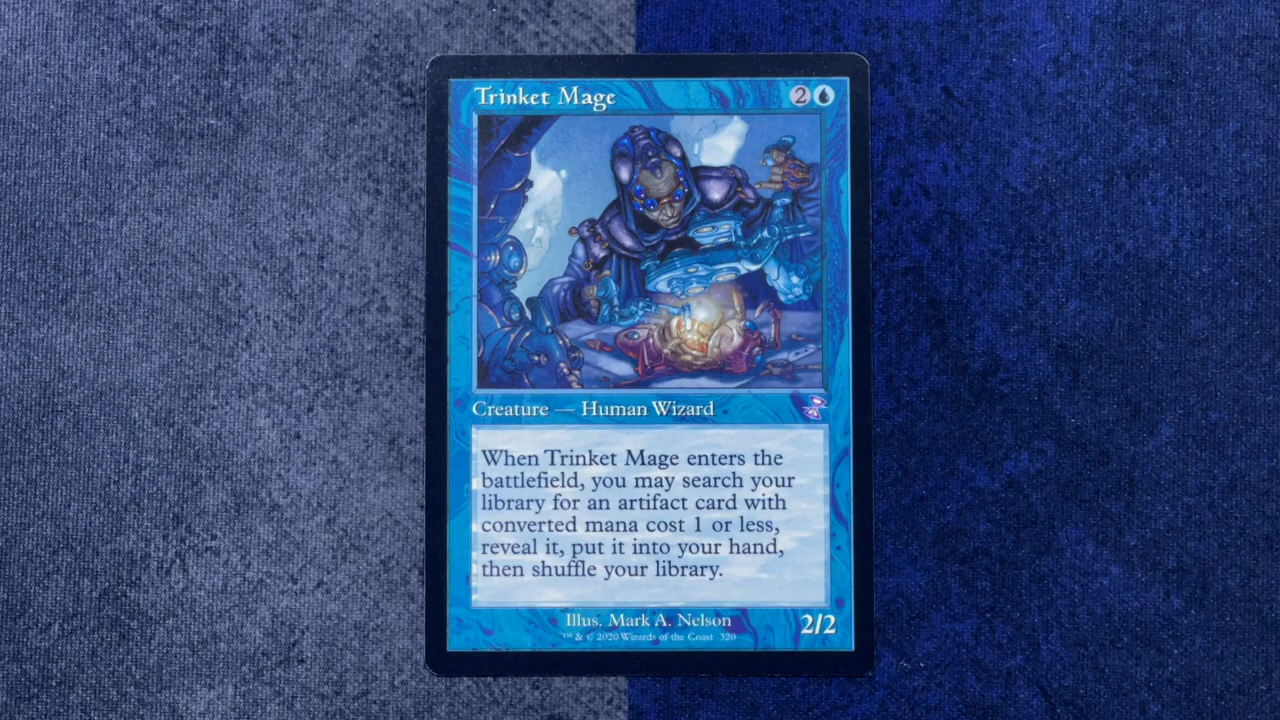 Trinket Mage 2
Creature — Human Wizard
When Trinket Mage enters the
battlefield, you may search your
library for an artifact card with
converted mana cost 1 or less,
reveal it, put it into your hand,
then shuffle your library.
Illus. Mark A. Nelson
™ & © 2020 Wizards of the Coast 320
2/2